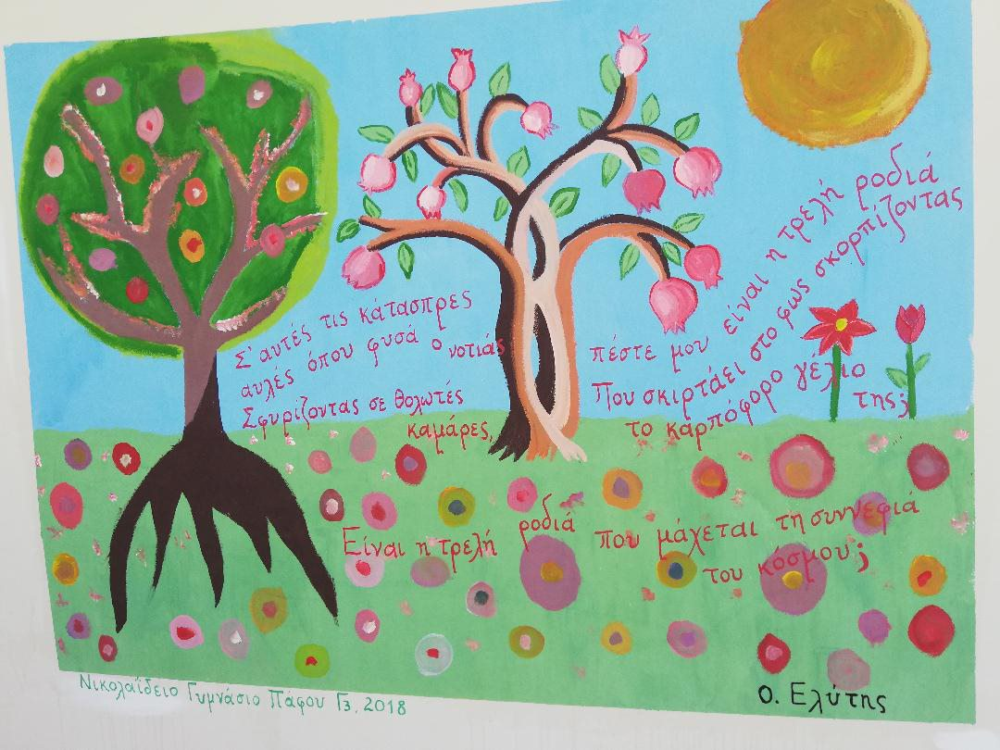 Σ' αυτές τις κάτασπρες
αυλές όπου φυσά ο νοτιάς
Σφυρίζοντας σε θολωτές
καμάρες,
πέστε μου είναι η τρελή ροδιά
Που σκιρτάει στο φως σκορπίζοντας
το καρπόφορο γέλιο
της;
Είναι η τρελή ροδιά που μάχεται τη συννεφιά
του κόσμου;
Ο. Ελύτης
Νικολαΐδειο Γυμνάσιο Πάφου Γ3, 2018